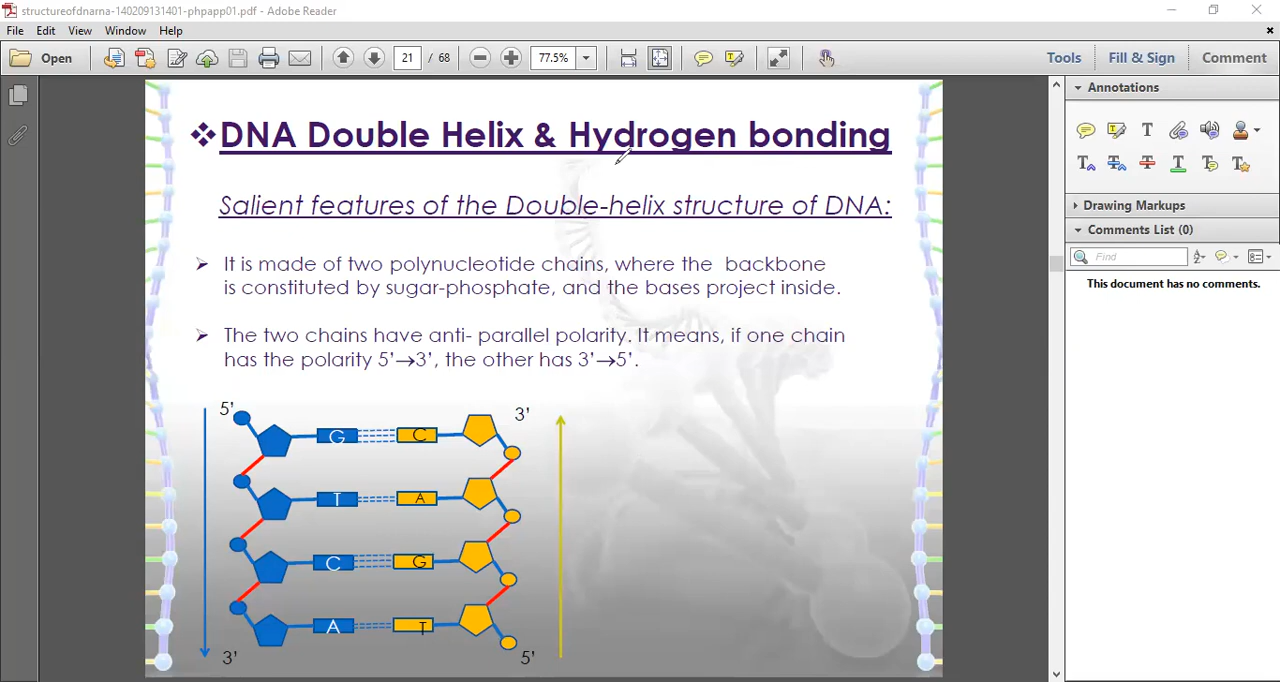 structureofdnarna-140209131401-phpapp01.pdf - Adobe Reader
File Edit View Window Help
Open 21 / 68 77.5% Tools Fill & Sign Comment
Annotations
Drawing Markups
Comments List (0)
Find
This document has no comments.
❖DNA Double Helix & Hydrogen bonding
Salient features of the Double-helix structure of DNA:
➢ It is made of two polynucleotide chains, where the backbone
is constituted by sugar-phosphate, and the bases project inside.
➢ The two chains have anti- parallel polarity. It means, if one chain
has the polarity 5'→3', the other has 3'→5'.
5' 3'
G C
T A
C G
A T
3' 5'